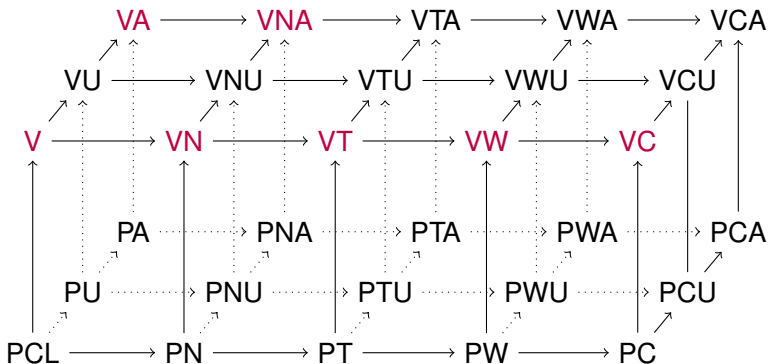 VA VNA VTA VWA VCA
VU VNU VTU VWU VCU
V VN VT VW VC
PA PNA PTA PWA PCA
PU PNU PTU PWU PCU
PCL PN PT PW PC